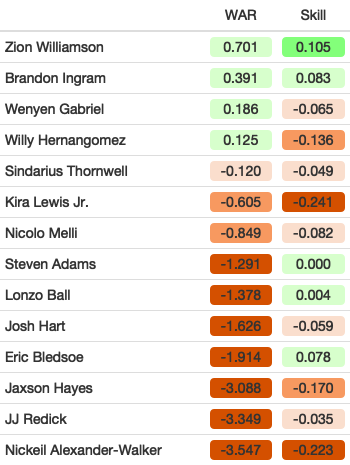 WAR Skill
Zion Williamson 0.701 0.105
Brandon Ingram 0.391 0.083
Wenyen Gabriel 0.186 -0.065
Willy Hernangomez 0.125 -0.136
Sindarius Thornwell -0.120 -0.049
Kira Lewis Jr. -0.605 -0.241
Nicolo Melli -0.849 -0.082
Steven Adams -1.291 0.000
Lonzo Ball -1.378 0.004
Josh Hart -1.626 -0.059
Eric Bledsoe -1.914 0.078
Jaxson Hayes -3.088 -0.170
JJ Redick -3.349 -0.035
Nickeil Alexander-Walker -3.547 -0.223